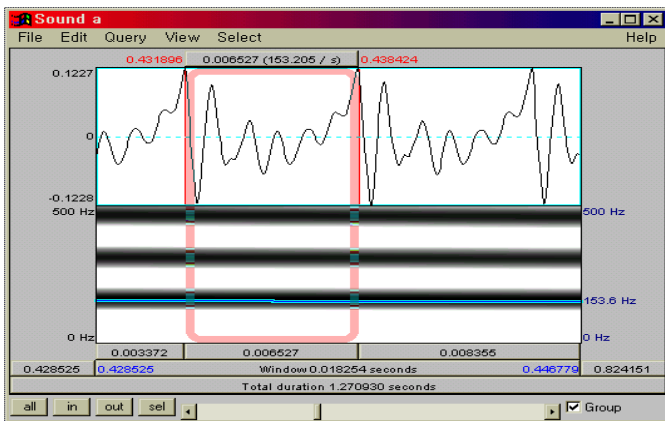 Sound a
File Edit Query View Select Help
0.431896 0.006527 (153.205 / s) 0.438424
0.1227
0
-0.1228
500 Hz 500 Hz
153.6 Hz
0 Hz 0 Hz
0.003372 0.006527 0.008355
0.428525 0.428525 Window 0.018254 seconds 0.446779 0.824151
Total duration 1.270930 seconds
all in out sel Group